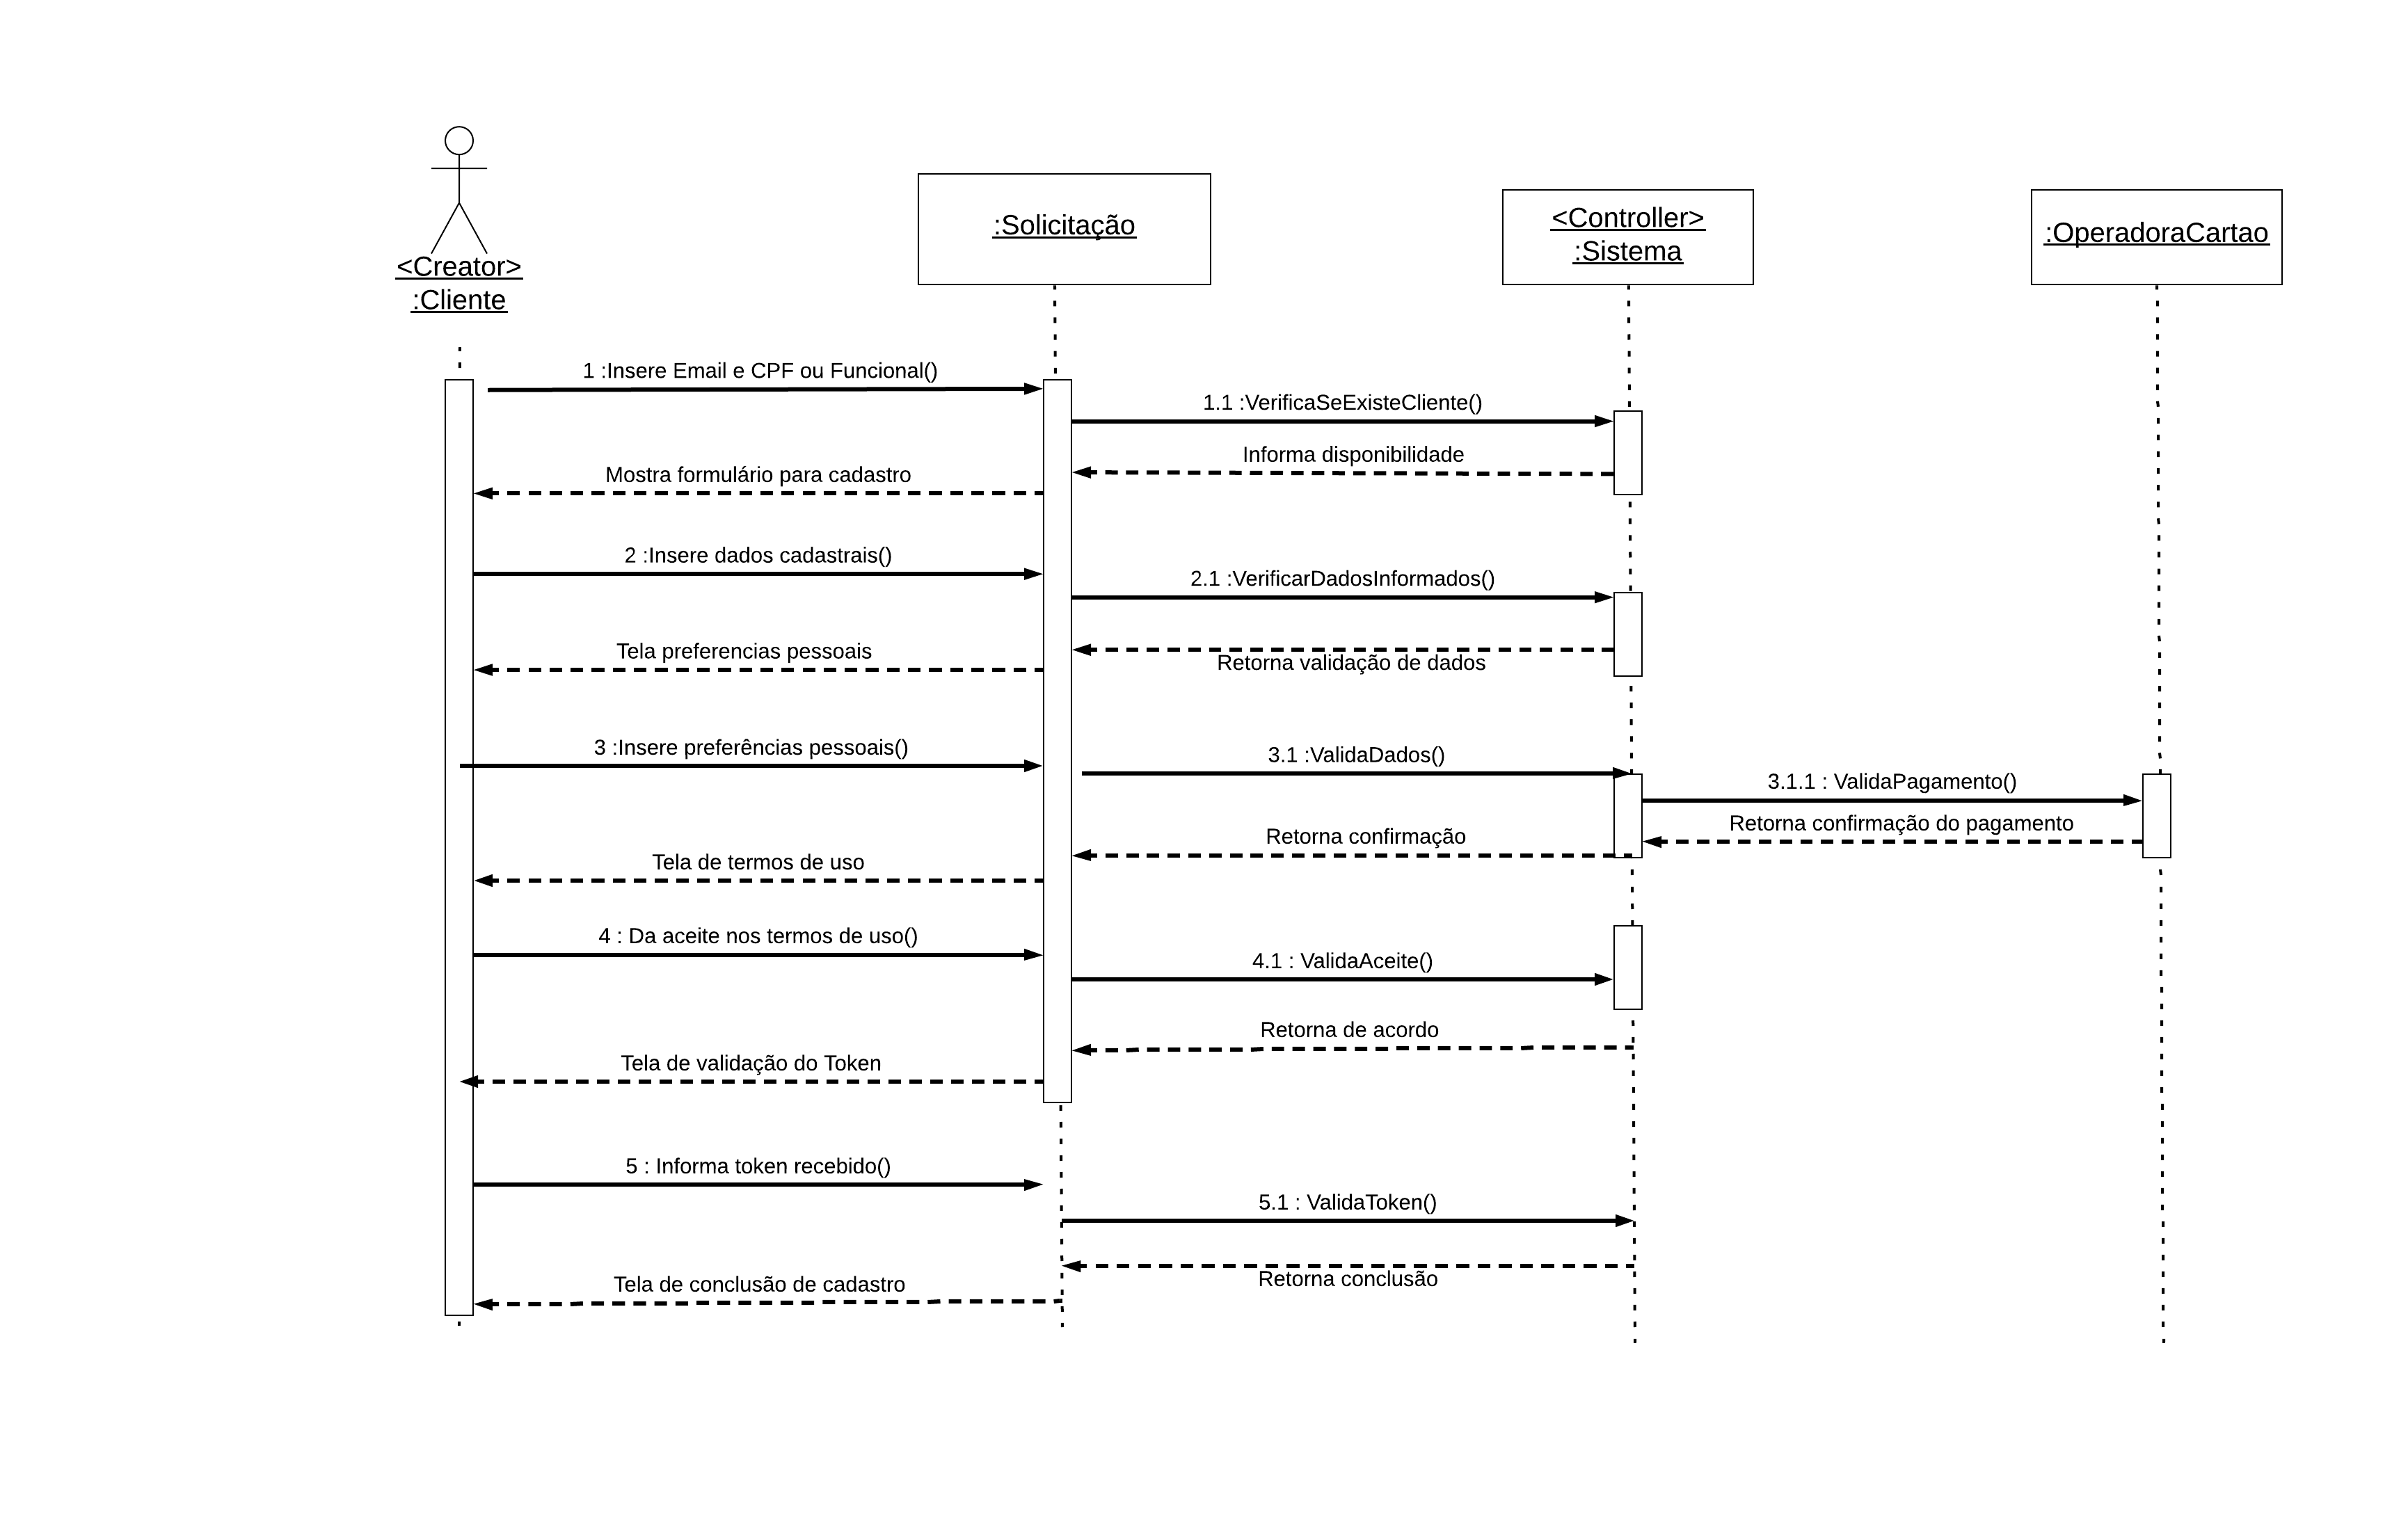 <Creator>
:Cliente
:Solicitação
<Controller>
:Sistema
:OperadoraCartao
1 :Insere Email e CPF ou Funcional()
1.1 :VerificaSeExisteCliente()
Informa disponibilidade
Mostra formulário para cadastro
2 :Insere dados cadastrais()
2.1 :VerificarDadosInformados()
Tela preferencias pessoais
Retorna validação de dados
3 :Insere preferências pessoais()
3.1 :ValidaDados()
3.1.1 : ValidaPagamento()
Retorna confirmação do pagamento
Retorna confirmação
Tela de termos de uso
4 : Da aceite nos termos de uso()
4.1 : ValidaAceite()
Retorna de acordo
Tela de validação do Token
5 : Informa token recebido()
5.1 : ValidaToken()
Retorna conclusão
Tela de conclusão de cadastro